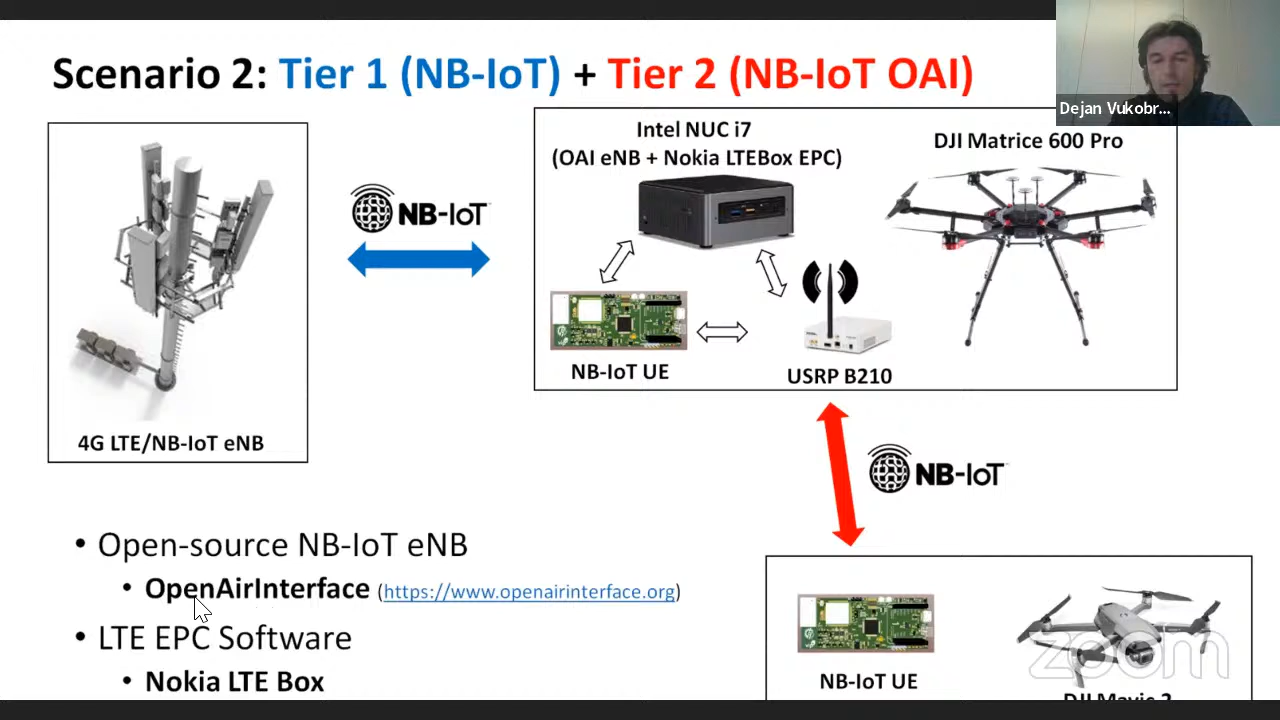 Scenario 2: Tier 1 (NB-IoT) + Tier 2 (NB-IoT OAI)
Dejan Vukobr...
Intel NUC i7
(OAI eNB + Nokia LTEBox EPC)
DJI Matrice 600 Pro
NB-IoT
NB-IoT UE
USRP B210
4G LTE/NB-IoT eNB
NB-IoT
• Open-source NB-IoT eNB
• OpenAirInterface (https://www.openairinterface.org)
• LTE EPC Software
• Nokia LTE Box
NB-IoT UE
zoom
DJI Mavic 2